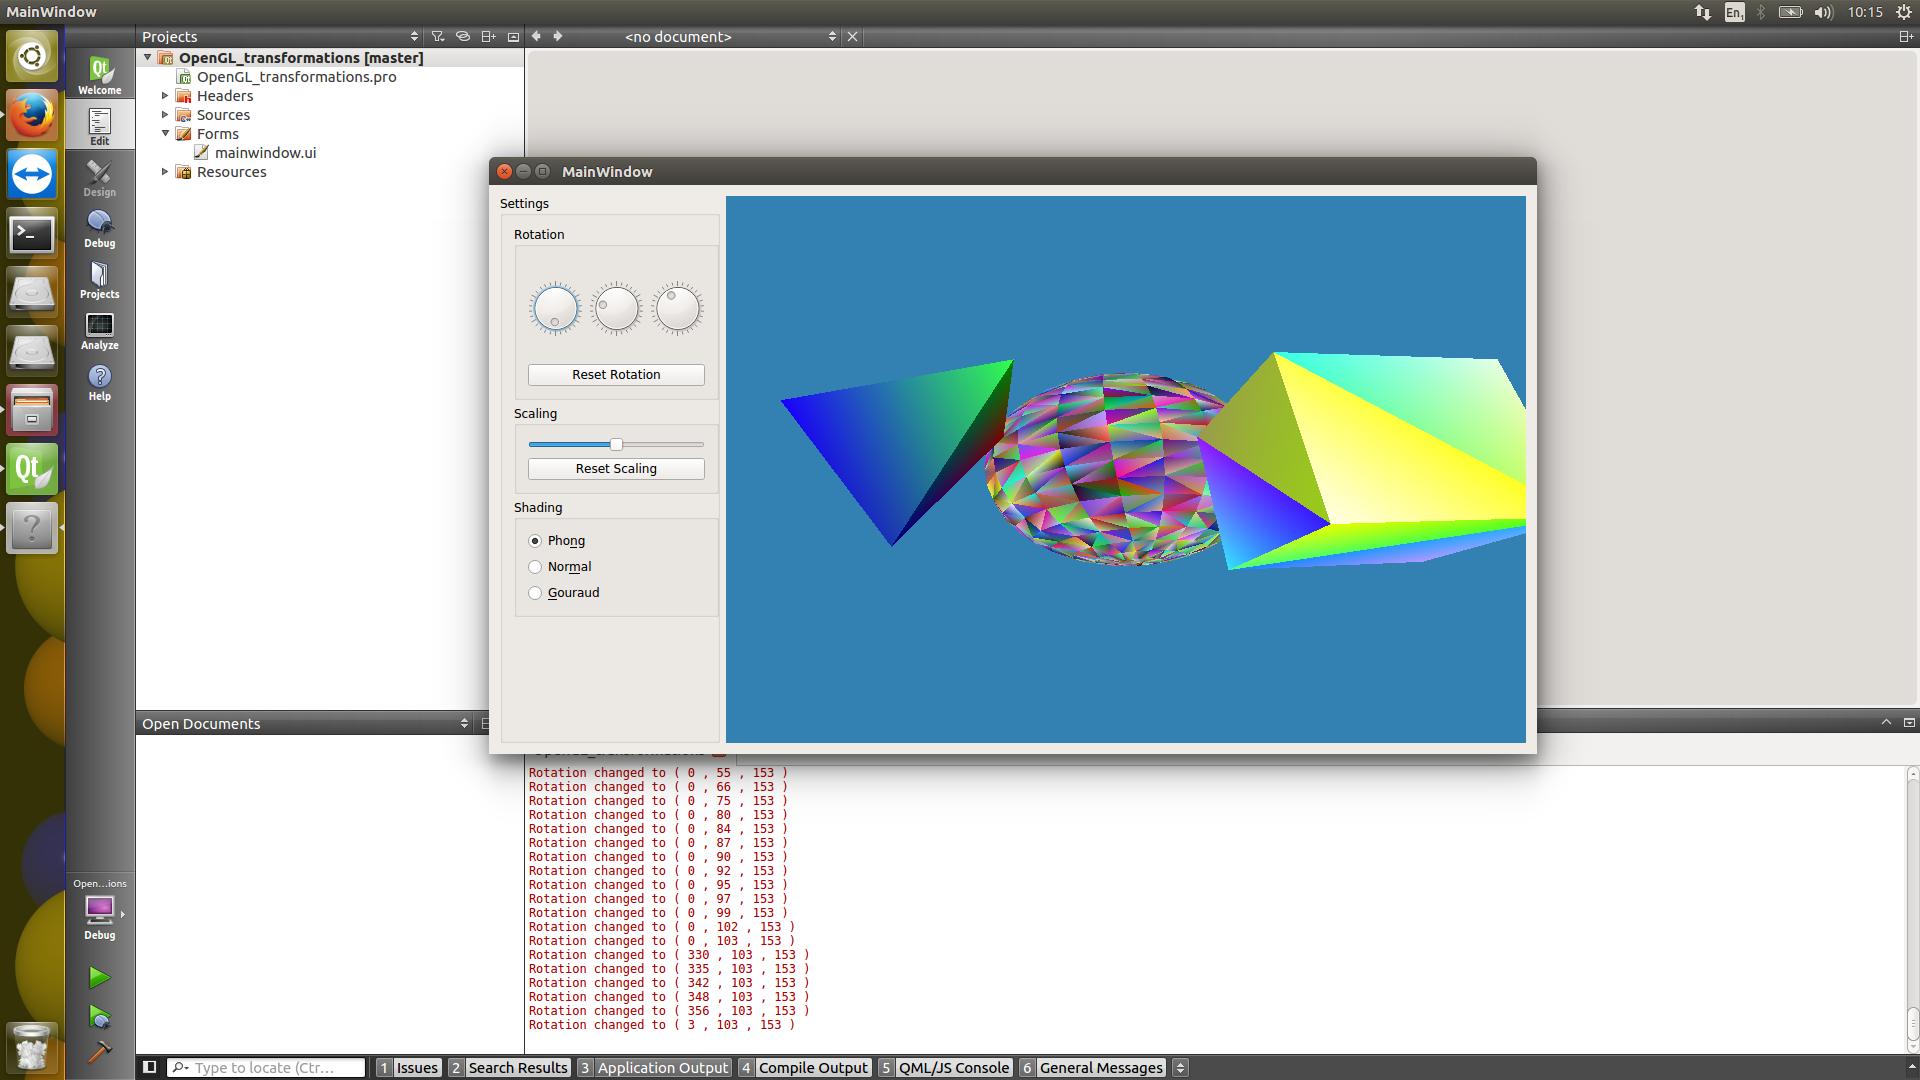 MainWindow
En1
10:15
Projects
<no document>
Welcome
Edit
Design
Debug
Projects
Analyze
Help
OpenGL_transformations [master]
OpenGL_transformations.pro
Headers
Sources
Forms
mainwindow.ui
Resources
MainWindow
Settings
Rotation
Reset Rotation
Scaling
Reset Scaling
Shading
Phong
Normal
Gouraud
Open Documents
Rotation changed to ( 0 , 55 , 153 )
Rotation changed to ( 0 , 66 , 153 )
Rotation changed to ( 0 , 75 , 153 )
Rotation changed to ( 0 , 80 , 153 )
Rotation changed to ( 0 , 84 , 153 )
Rotation changed to ( 0 , 87 , 153 )
Rotation changed to ( 0 , 90 , 153 )
Rotation changed to ( 0 , 92 , 153 )
Rotation changed to ( 0 , 95 , 153 )
Rotation changed to ( 0 , 97 , 153 )
Rotation changed to ( 0 , 99 , 153 )
Rotation changed to ( 0 , 102 , 153 )
Rotation changed to ( 0 , 103 , 153 )
Rotation changed to ( 330 , 103 , 153 )
Rotation changed to ( 335 , 103 , 153 )
Rotation changed to ( 342 , 103 , 153 )
Rotation changed to ( 348 , 103 , 153 )
Rotation changed to ( 356 , 103 , 153 )
Rotation changed to ( 3 , 103 , 153 )
Open...ions
Debug
Type to locate (Ctr...
1 Issues
2 Search Results
3 Application Output
4 Compile Output
5 QML/JS Console
6 General Messages